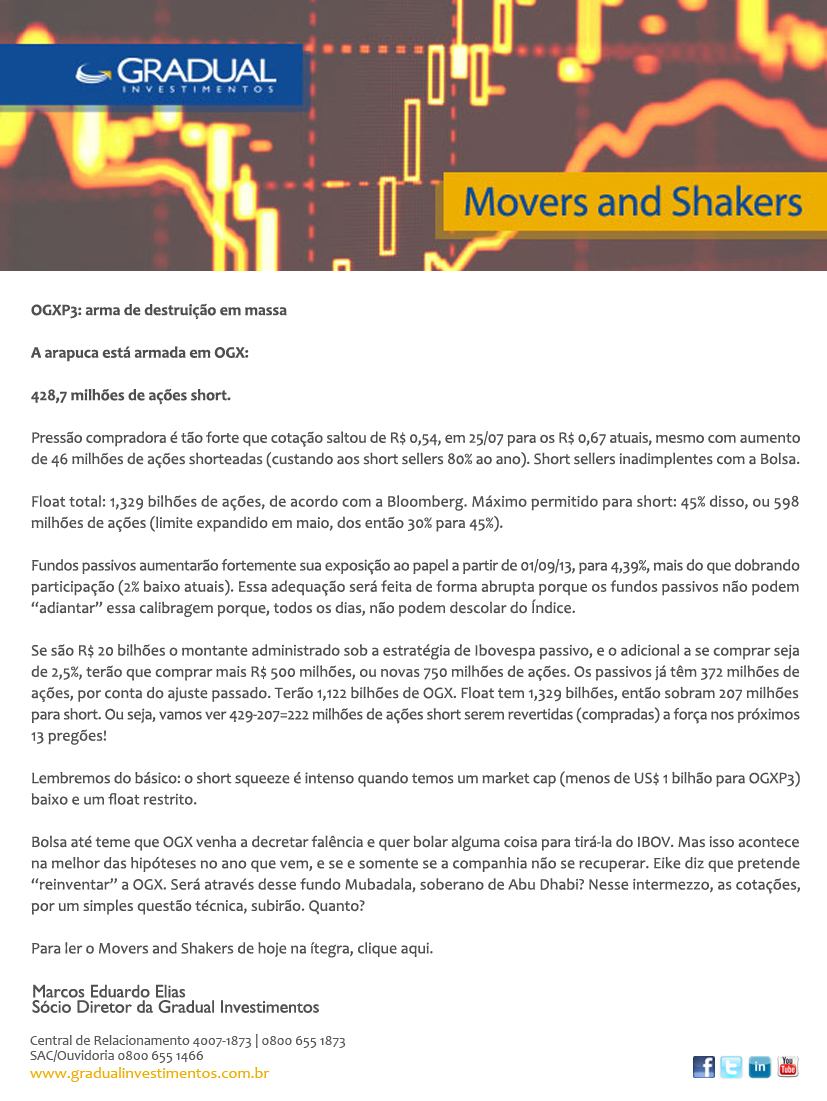 GRADUAL
INVESTIMENTOS
Movers and Shakers
OGXP3: arma de destruição em massa
A arapuca está armada em OGX:
428,7 milhões de ações short.
Pressão compradora é tão forte que cotação saltou de R$ 0,54, em 25/07 para os R$ 0,67 atuais, mesmo com aumento
de 46 milhões de ações shorteadas (custando aos short sellers 80% ao ano). Short sellers inadimplentes com a Bolsa.
Float total: 1,329 bilhões de ações, de acordo com a Bloomberg. Máximo permitido para short: 45% disso, ou 598
milhões de ações (limite expandido em maio, dos então 30% para 45%).
Fundos passivos aumentarão fortemente sua exposição ao papel a partir de 01/09/13, para 4,39%, mais do que dobrando
participação (2% baixo atuais). Essa adequação será feita de forma abrupta porque os fundos passivos não podem
“adiantar” essa calibragem porque, todos os dias, não podem descolar do Índice.
Se são R$ 20 bilhões o montante administrado sob a estratégia de Ibovespa passivo, e o adicional a se comprar seja
de 2,5%, terão que comprar mais R$ 500 milhões, ou novas 750 milhões de ações. Os passivos já têm 372 milhões de
ações, por conta do ajuste passado. Terão 1,122 bilhões de OGX. Float tem 1,329 bilhões, então sobram 207 milhões
para short. Ou seja, vamos ver 429-207=222 milhões de ações short serem revertidas (compradas) a força nos próximos
13 pregões!
Lembremos do básico: o short squeeze é intenso quando temos um market cap (menos de US$ 1 bilhão para OGXP3)
baixo e um float restrito.
Bolsa até teme que OGX venha a decretar falência e quer bolar alguma coisa para tirá-la do IBOV. Mas isso acontece
na melhor das hipóteses no ano que vem, e se e somente se a companhia não se recuperar. Eike diz que pretende
“reinventar” a OGX. Será através desse fundo Mubadala, soberano de Abu Dhabi? Nesse intermezzo, as cotações,
por um simples questão técnica, subirão. Quanto?
Para ler o Movers and Shakers de hoje na ítegra, clique aqui.
Marcos Eduardo Elias
Sócio Diretor da Gradual Investimentos
Central de Relacionamento 4007-1873 | 0800 655 1873
SAC/Ouvidoria 0800 655 1466
www.gradualinvestimentos.com.br
f t in You Tube